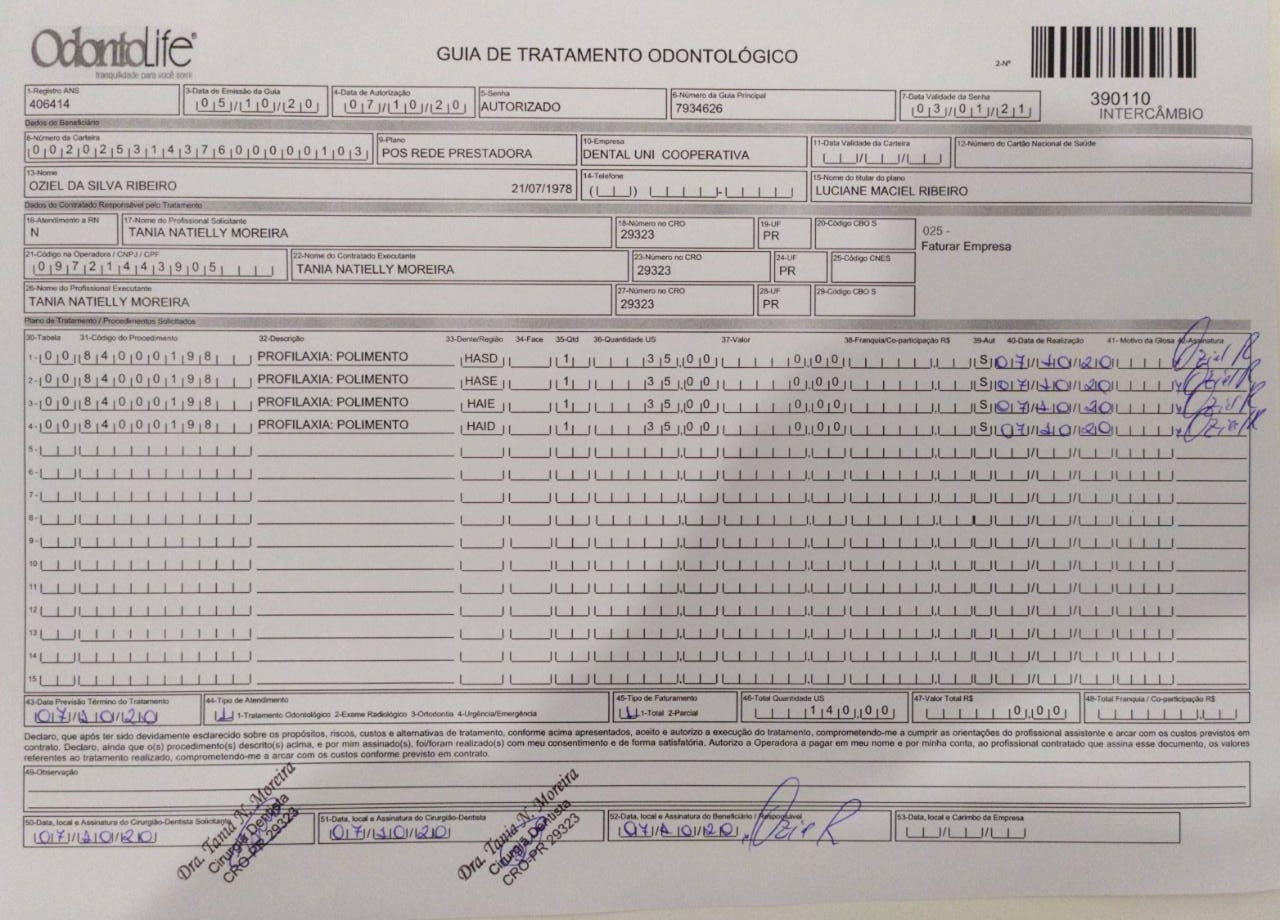 OdontoLife®
tranquilidade para você sorrir
GUIA DE TRATAMENTO ODONTOLÓGICO
2-Nº
390110
INTERCÂMBIO
1-Registro ANS
406414
3-Data de Emissão da Guia
05/10/20
4-Data de Autorização
07/10/20
5-Senha
AUTORIZADO
6-Número da Guia Principal
7934626
7-Data Validade da Senha
03/01/21
Dados do Beneficiário
8-Número da Carteira
00202531437600000103
9-Plano
POS REDE PRESTADORA
10-Empresa
DENTAL UNI COOPERATIVA
11-Data Validade da Carteira
12-Número do Cartão Nacional de Saúde
13-Nome
OZIEL DA SILVA RIBEIRO 21/07/1978
14-Telefone
15-Nome do titular do plano
LUCIANE MACIEL RIBEIRO
Dados do Contratado Responsável pelo Tratamento
16-Atendimento a RN
N
17-Nome do Profissional Solicitante
TANIA NATIELLY MOREIRA
18-Número no CRO
29323
19-UF
PR
20-Código CBO S
025 -
Faturar Empresa
21-Código na Operadora / CNPJ / CPF
09721443905
22-Nome do Contratado Executante
TANIA NATIELLY MOREIRA
23-Número no CRO
29323
24-UF
PR
25-Código CNES
26-Nome do Profissional Executante
TANIA NATIELLY MOREIRA
27-Número no CRO
29323
28-UF
PR
29-Código CBO S
Plano de Tratamento / Procedimentos Solicitados
30-Tabela 31-Código do Procedimento 32-Descrição 33-Dente/Região 34-Face 35-Qtd 36-Quantidade US 37-Valor 38-Franquia/Co-participação R$ 39-Aut 40-Data de Realização 41- Motivo da Glosa 42-Assinatura
1- 00 84000198 PROFILAXIA: POLIMENTO HASD 1 35,00 0,00 S 07/10/20 Oziel R
2- 00 84000198 PROFILAXIA: POLIMENTO HASE 1 35,00 0,00 S 07/10/20 Oziel R
3- 00 84000198 PROFILAXIA: POLIMENTO HAIE 1 35,00 0,00 S 07/10/20 Oziel R
4- 00 84000198 PROFILAXIA: POLIMENTO HAID 1 35,00 0,00 S 07/10/20 Oziel R
5-
6-
7-
8-
9-
10
11
12
13
14
15
43-Data Previsão Término do Tratamento
07/10/20
44-Tipo de Atendimento
1 1-Tratamento Odontológico 2-Exame Radiológico 3-Ortodontia 4-Urgência/Emergência
45-Tipo de Faturamento
1 1-Total 2-Parcial
46-Total Quantidade US
140,00
47-Valor Total R$
0,00
48-Total Franquia / Co-participação R$
Declaro, que após ter sido devidamente esclarecido sobre os propósitos, riscos, custos e alternativas de tratamento, conforme acima apresentados, aceito e autorizo a execução do tratamento, comprometendo-me a cumprir as orientações do profissional assistente e arcar com os custos previstos em
contrato. Declaro, ainda que o(s) procedimento(s) descrito(s) acima, e por mim assinado(s), foi/foram realizado(s) com meu consentimento e de forma satisfatória. Autorizo a Operadora a pagar em meu nome e por minha conta, ao profissional contratado que assina esse documento, os valores
referentes ao tratamento realizado, comprometendo-me a arcar com os custos conforme previsto em contrato.
49-Observação
50-Data, local e Assinatura do Cirurgião-Dentista Solicitante
07/10/20
Dra. Tania N. Moreira
Cirurgiã Dentista
CRO-PR 29323
51-Data, local e Assinatura do Cirurgião-Dentista
07/10/20
Dra. Tania N. Moreira
Cirurgiã Dentista
CRO-PR 29323
52-Data, local e Assinatura do Beneficiário / Responsável
07/10/20 Oziel R
53-Data, local e Carimbo da Empresa